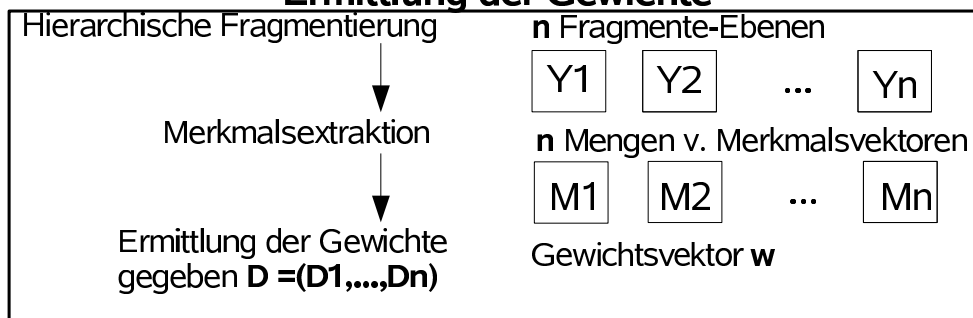 Ermittlung der Gewichte
Hierarchische Fragmentierung
n Fragmente-Ebenen
Y1 Y2 ... Yn
Merkmalsextraktion
n Mengen v. Merkmalsvektoren
M1 M2 ... Mn
Ermittlung der Gewichte
gegeben D =(D1,...,Dn)
Gewichtsvektor w